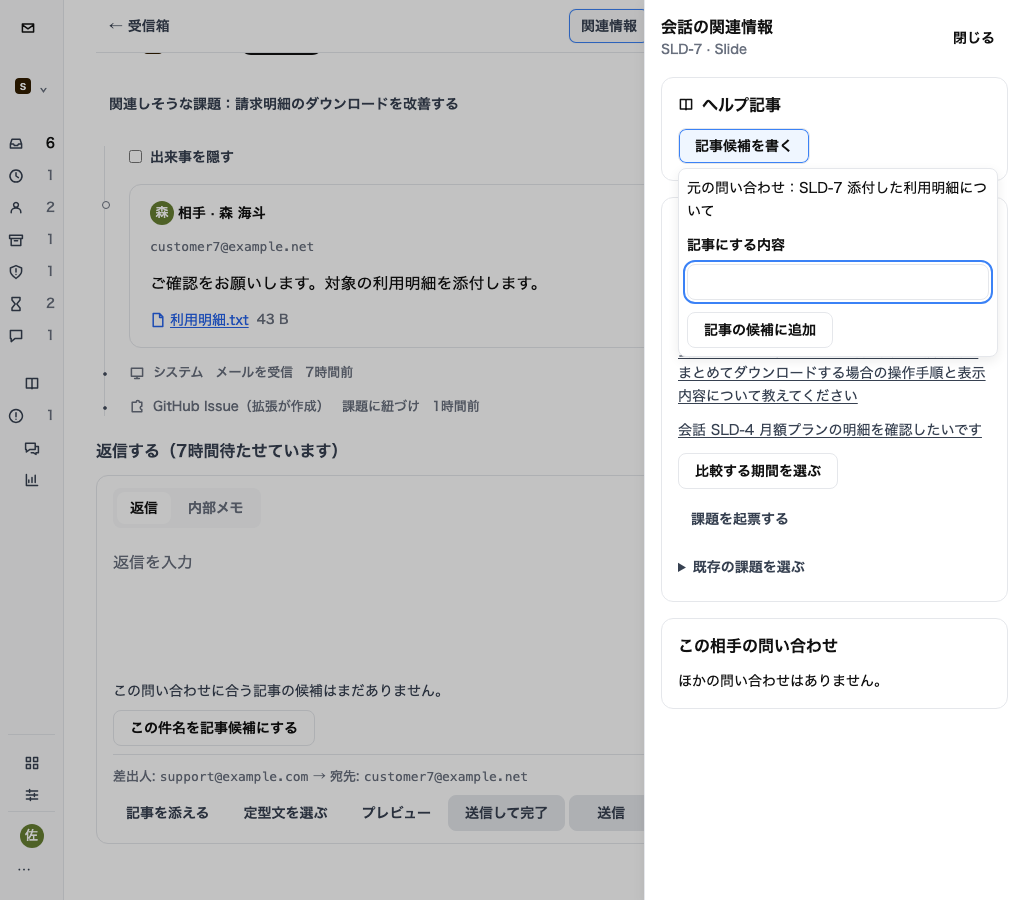 ← 受信箱
関連情報
関連しそうな課題：請求明細のダウンロードを改善する
出来事を隠す
森 相手 · 森 海斗
customer7@example.net
ご確認をお願いします。対象の利用明細を添付します。
利用明細.txt 43 B
システム メールを受信 7時間前
GitHub Issue（拡張が作成） 課題に紐づけ 1時間前
返信する（7時間待たせています）
返信 内部メモ
返信を入力
この問い合わせに合う記事の候補はまだありません。
この件名を記事候補にする
差出人: support@example.com → 宛先: customer7@example.net
記事を添える 定型文を選ぶ プレビュー 送信して完了 送信
S
6
1
2
1
1
2
1
1
佐
…
会話の関連情報
SLD-7 · Slide
閉じる
ヘルプ記事
記事候補を書く
元の問い合わせ：SLD-7 添付した利用明細につ
いて
記事にする内容
記事の候補に追加
まとめてダウンロードする場合の操作手順と表示
内容について教えてください
会話 SLD-4 月額プランの明細を確認したいです
比較する期間を選ぶ
課題を起票する
▶ 既存の課題を選ぶ
この相手の問い合わせ
ほかの問い合わせはありません。